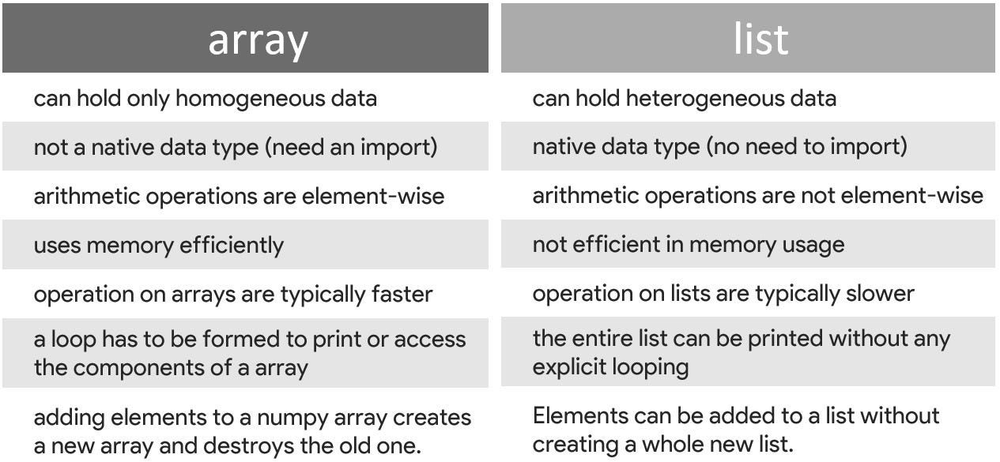 array
list
can hold only homogeneous data
can hold heterogeneous data
not a native data type (need an import)
native data type (no need to import)
arithmetic operations are element-wise
arithmetic operations are not element-wise
uses memory efficiently
not efficient in memory usage
operation on arrays are typically faster
operation on lists are typically slower
a loop has to be formed to print or access
the components of a array
the entire list can be printed without any
explicit looping
adding elements to a numpy array creates
a new array and destroys the old one.
Elements can be added to a list without
creating a whole new list.